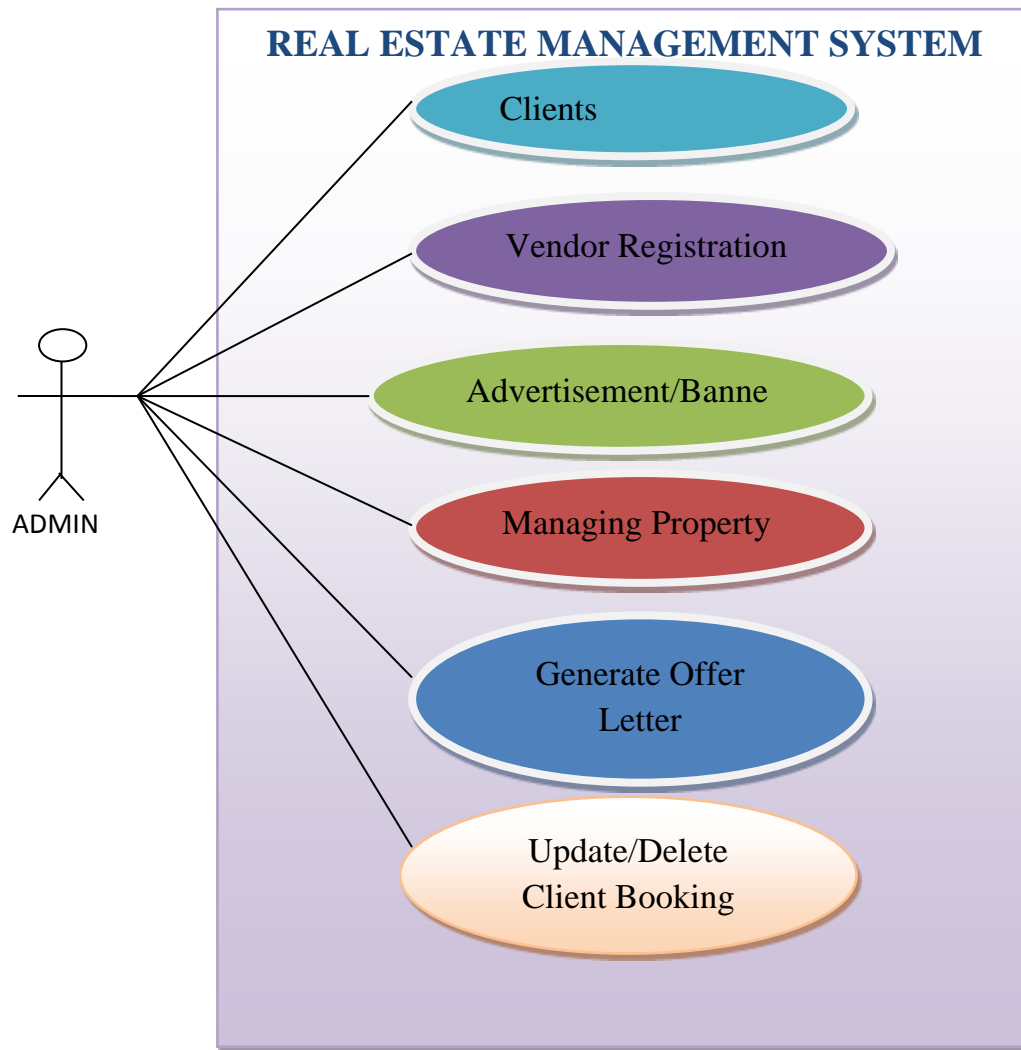 REAL ESTATE MANAGEMENT SYSTEM
Clients
Vendor Registration
Advertisement/Banne
Managing Property
ADMIN
Generate Offer
Letter
Update/Delete
Client Booking